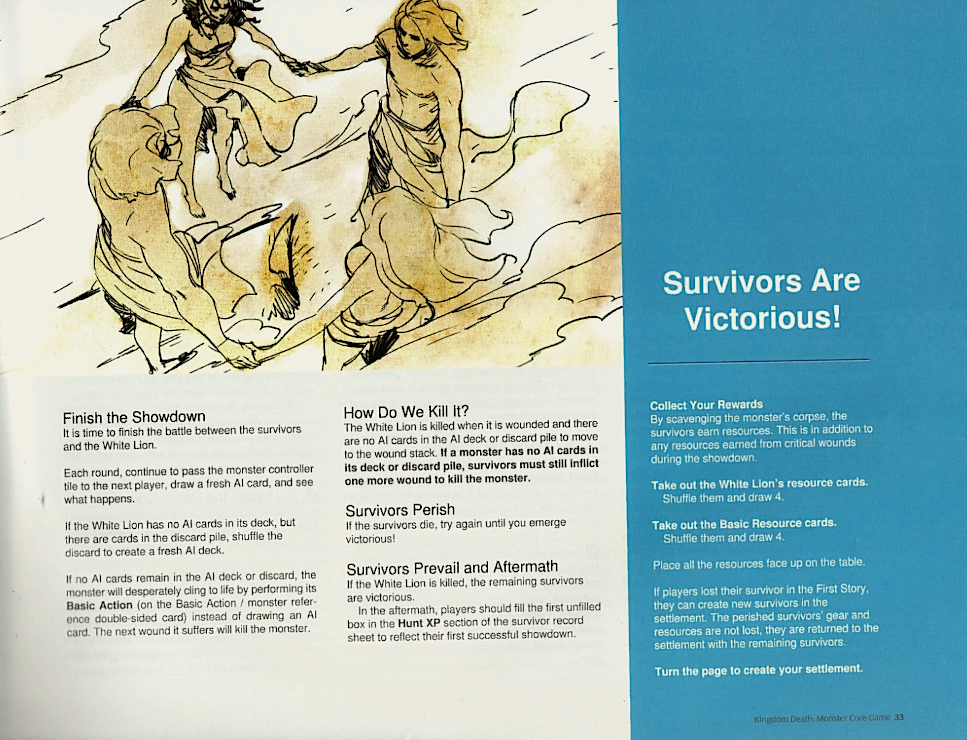 Finish the Showdown
It is time to finish the battle between the survivors
and the White Lion.
Each round, continue to pass the monster controller
tile to the next player, draw a fresh AI card, and see
what happens.
If the White Lion has no AI cards in its deck, but
there are cards in the discard pile, shuffle the
discard to create a fresh AI deck.
If no AI cards remain in the AI deck or discard, the
monster will desperately cling to life by performing its
Basic Action (on the Basic Action / monster refer-
ence double-sided card) instead of drawing an AI
card. The next wound it suffers will kill the monster.
How Do We Kill It?
The White Lion is killed when it is wounded and there
are no AI cards in the AI deck or discard pile to move
to the wound stack. If a monster has no AI cards in
its deck or discard pile, survivors must still inflict
one more wound to kill the monster.
Survivors Perish
If the survivors die, try again until you emerge
victorious!
Survivors Prevail and Aftermath
If the White Lion is killed, the remaining survivors
are victorious.
In the aftermath, players should fill the first unfilled
box in the Hunt XP section of the survivor record
sheet to reflect their first successful showdown.
Survivors Are
Victorious!
Collect Your Rewards
By scavenging the monster's corpse, the
survivors earn resources. This is in addition to
any resources earned from critical wounds
during the showdown.
Take out the White Lion's resource cards.
Shuffle them and draw 4.
Take out the Basic Resource cards.
Shuffle them and draw 4.
Place all the resources face up on the table.
If players lost their survivor in the First Story,
they can create new survivors in the
settlement. The perished survivors' gear and
resources are not lost, they are returned to the
settlement with the remaining survivors.
Turn the page to create your settlement.
Kingdom Death: Monster Core Game 33